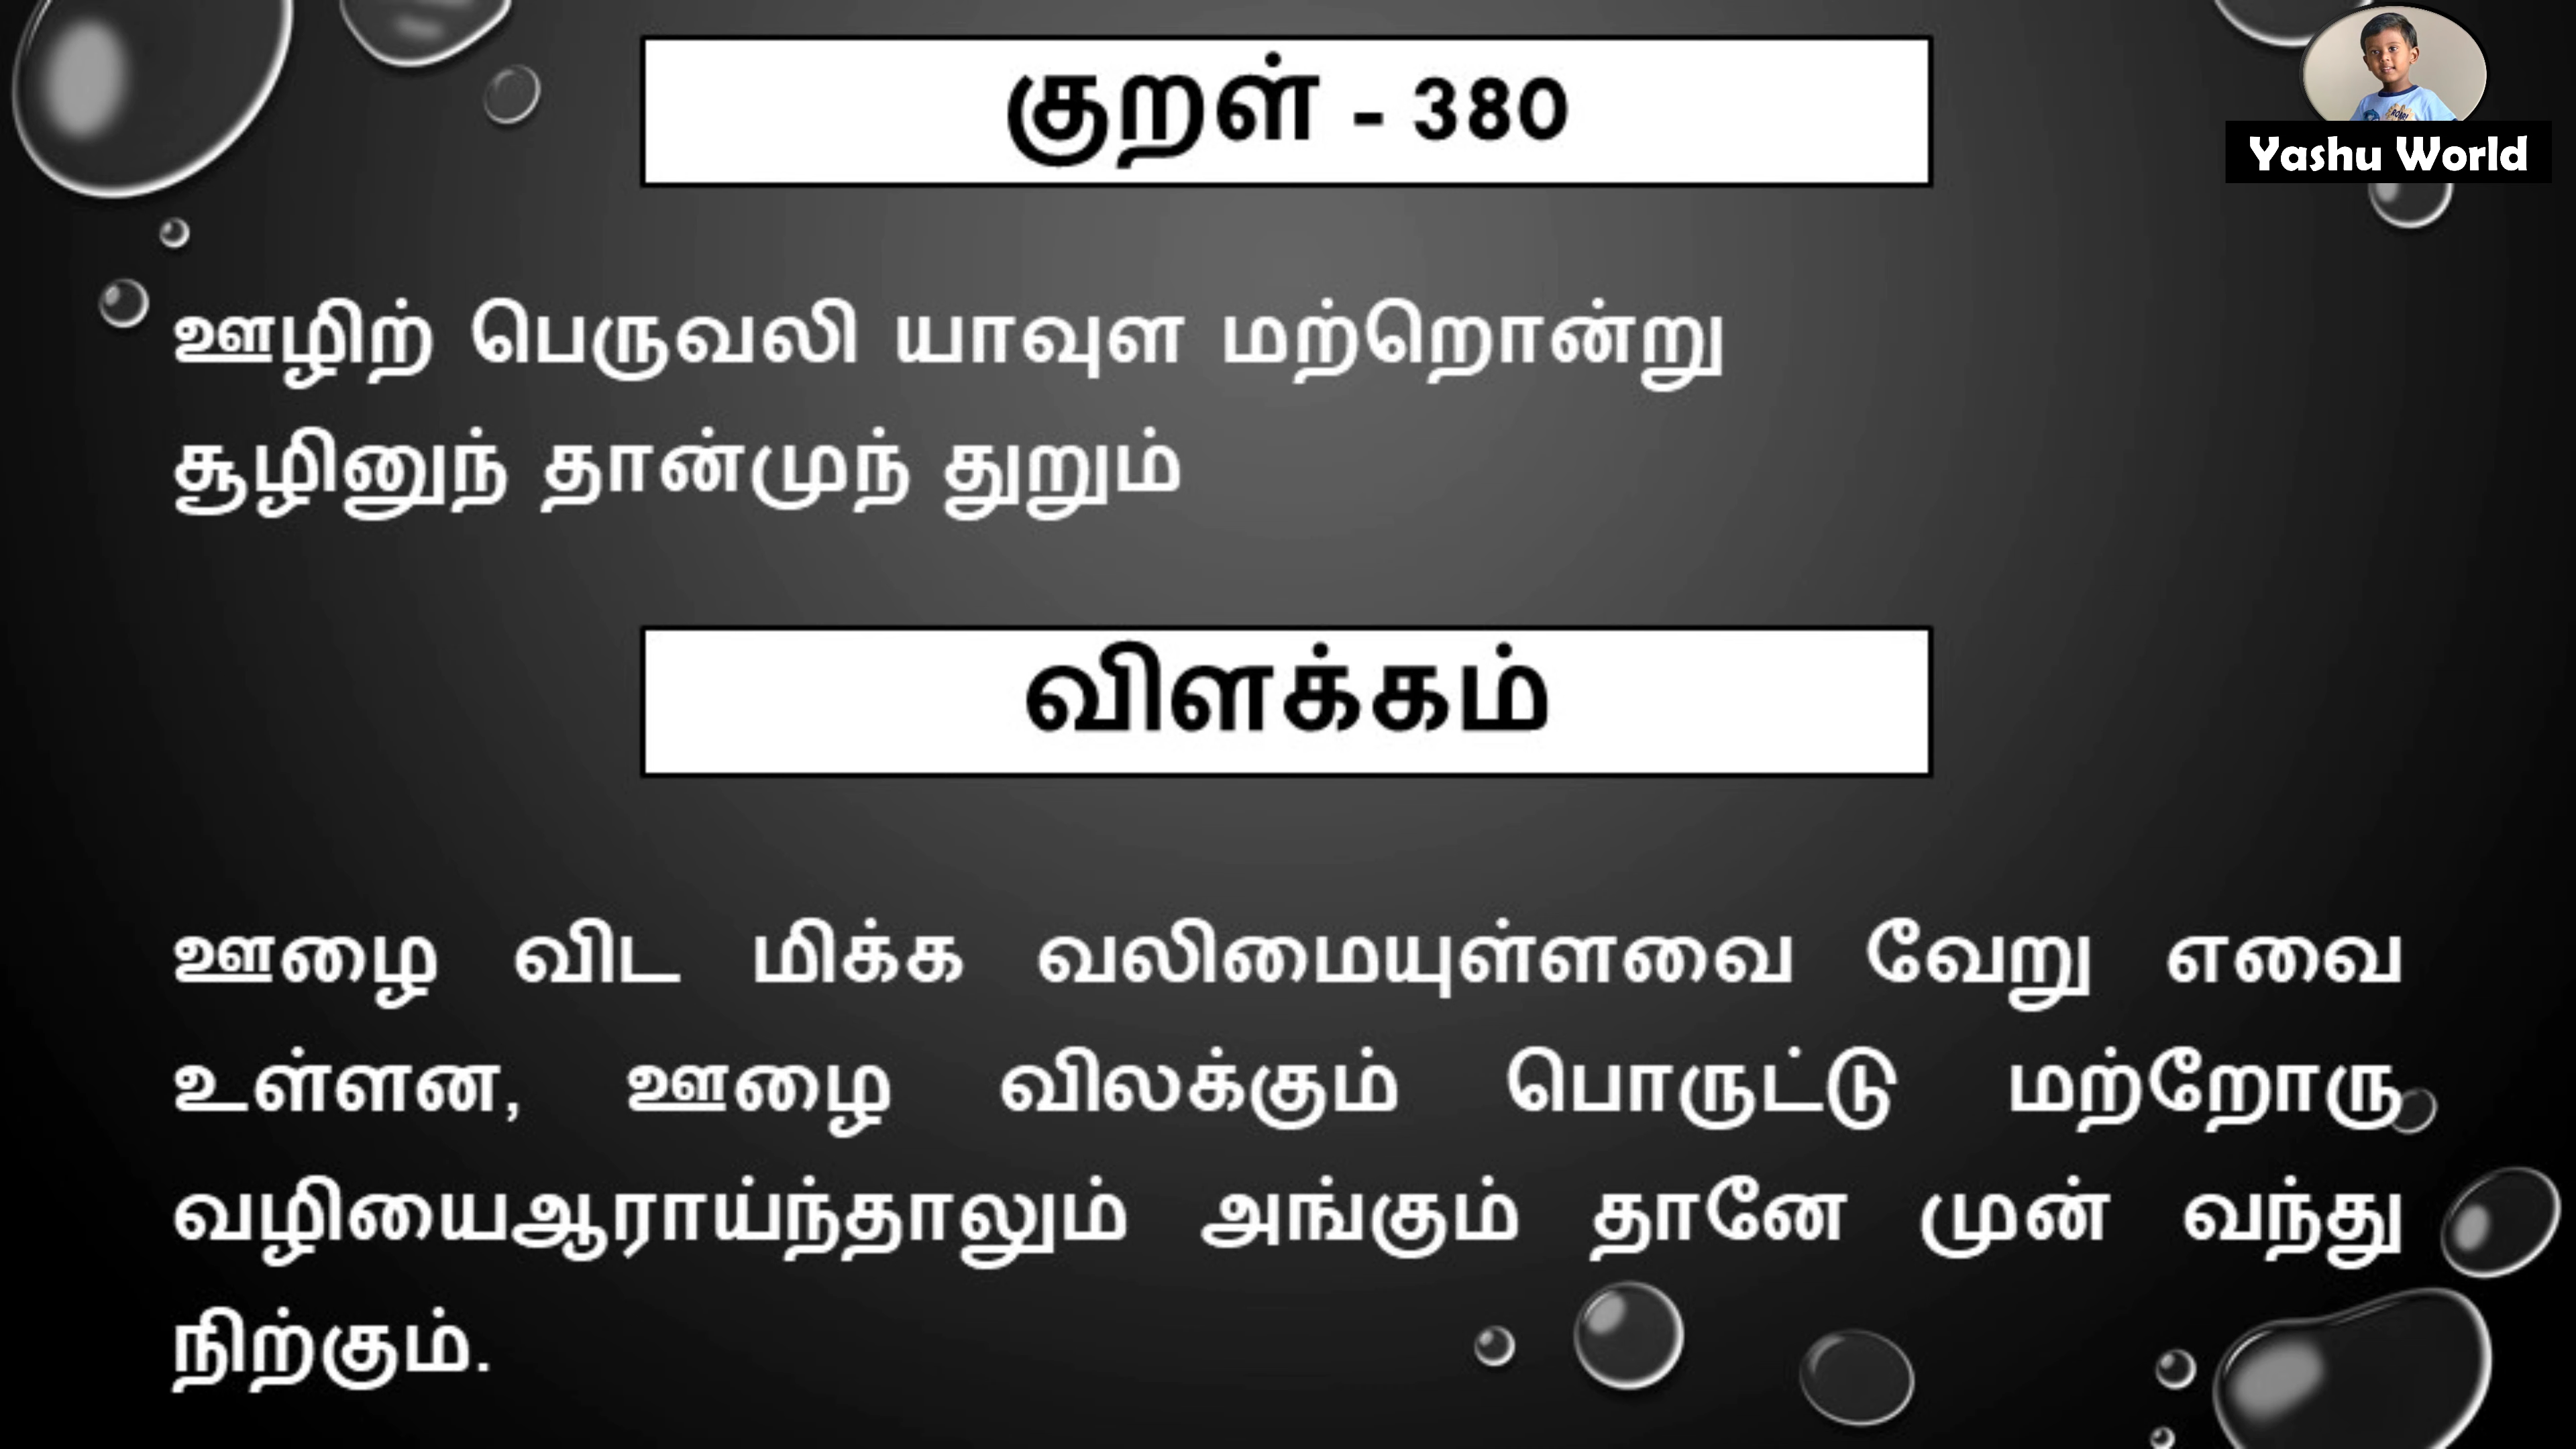 குறள் - 380
Yashu World
ஊழிற் பெருவலி யாவுள மற்றொன்று
சூழினுந் தான்முந் துறும்
விளக்கம்
ஊழை விட மிக்க வலிமையுள்ளவை வேறு எவை
உள்ளன, ஊழை விலக்கும் பொருட்டு மற்றோரு
வழியைஆராய்ந்தாலும் அங்கும் தானே முன் வந்து
நிற்கும்.